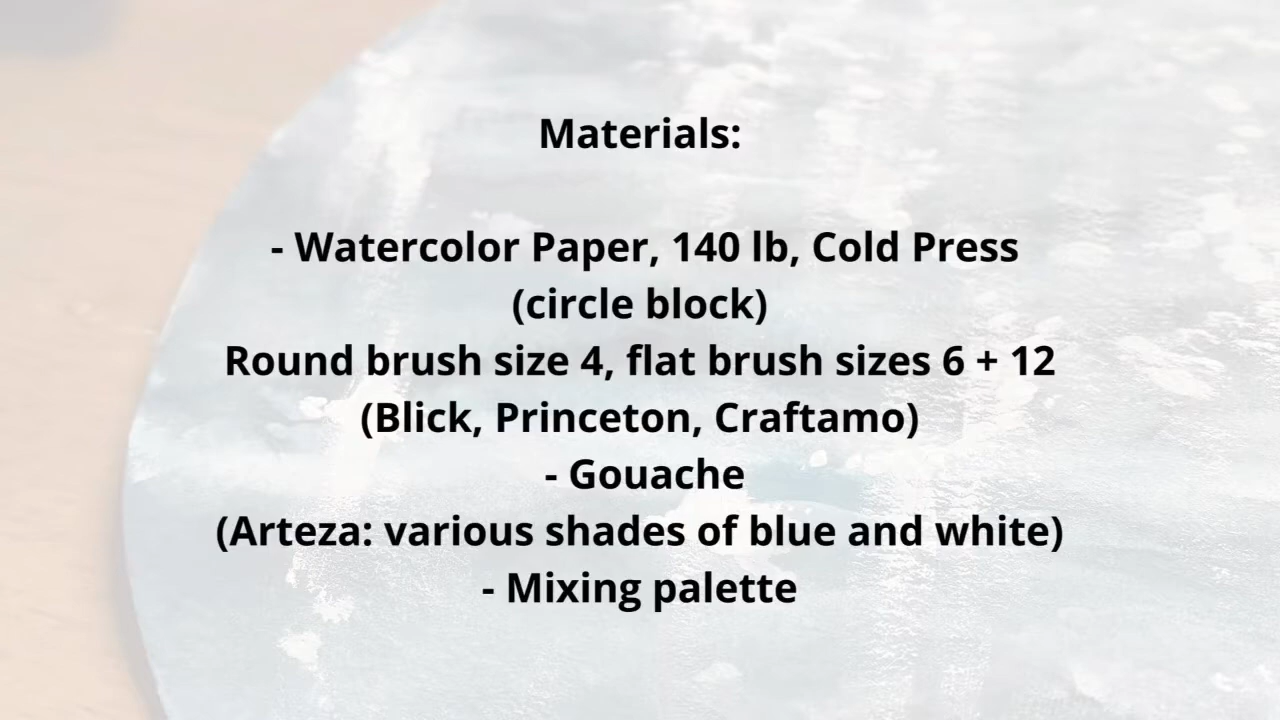 Materials:
- Watercolor Paper, 140 lb, Cold Press
(circle block)
Round brush size 4, flat brush sizes 6 + 12
(Blick, Princeton, Craftamo)
- Gouache
(Arteza: various shades of blue and white)
- Mixing palette